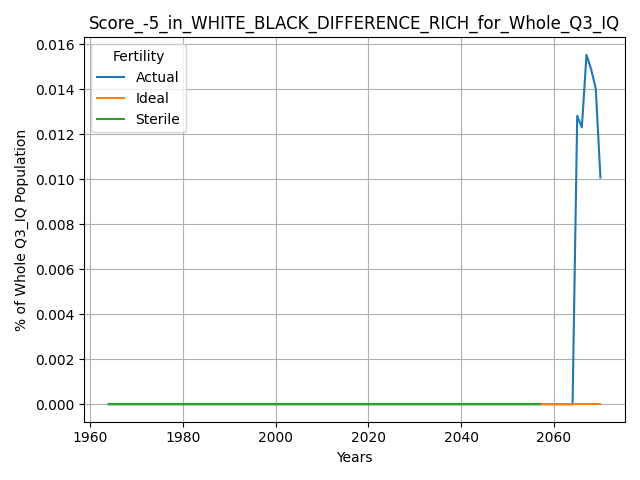 Score_-5_in_WHITE_BLACK_DIFFERENCE_RICH_for_Whole_Q3_IQ
0.016
0.014
0.012
0.010
0.008
0.006
0.004
0.002
0.000
% of Whole Q3_IQ Population
Fertility
Actual
Ideal
Sterile
1960
1980
2000
2020
2040
2060
Years